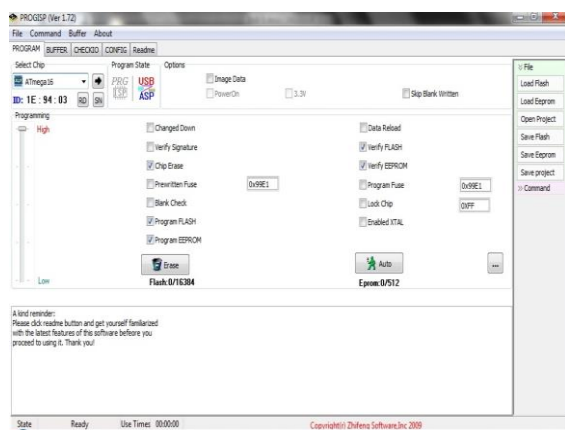 PROGISP (Ver 1.72)
File Command Buffer About
PROGRAM BUFFER CHECKIO CONFIG Readme
Select Chip Program State Options
ATmega16 PRG USB Image Data
ISP ASP PowerOn 3.3V Skip Blank Written
ID: 1E : 94 : 03 RD SN
Programming
High Changed Down Data Reload
Verify Signature Verify FLASH
Chip Erase Verify EEPROM
Prewritten Fuse 0x99E1 Program Fuse 0x99E1
Blank Check Lock Chip 0xFF
Program FLASH Enabled XTAL
Program EEPROM
Erase Auto ...
Low Flash:0/16384 Eprom:0/512
File
Load Flash
Load Eeprom
Open Project
Save Flash
Save Eeprom
Save project
Command
A kind reminder:
Please click readme button and get yourself familiarized
with the latest features of this software befeore you
proceed to using it. Thank you!
State Ready Use Times 00:00:00 Copyright(r) Zhifeng Software,Inc 2009